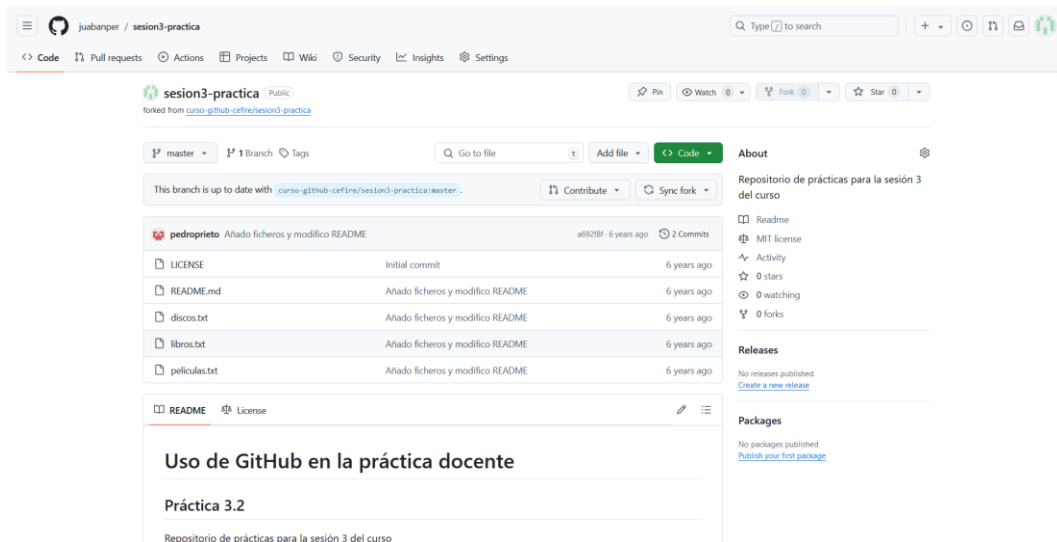 juabanper / sesion3-practica
Type / to search
Code Pull requests Actions Projects Wiki Security Insights Settings
sesion3-practica Public
Pin Watch 0 Fork 0 Star 0
forked from curso-github-cefire/sesion3-practica
master 1 Branch Tags Go to file t Add file Code
This branch is up to date with curso-github-cefire/sesion3-practica:master .
Contribute Sync fork
pedroprieto Añado ficheros y modifico README a692f8f · 6 years ago 2 Commits
LICENSE Initial commit 6 years ago
README.md Añado ficheros y modifico README 6 years ago
discos.txt Añado ficheros y modifico README 6 years ago
libros.txt Añado ficheros y modifico README 6 years ago
peliculas.txt Añado ficheros y modifico README 6 years ago
README License
Uso de GitHub en la práctica docente
Práctica 3.2
Repositorio de prácticas para la sesión 3 del curso
About
Repositorio de prácticas para la sesión 3
del curso
Readme
MIT license
Activity
0 stars
0 watching
0 forks
Releases
No releases published
Create a new release
Packages
No packages published
Publish your first package